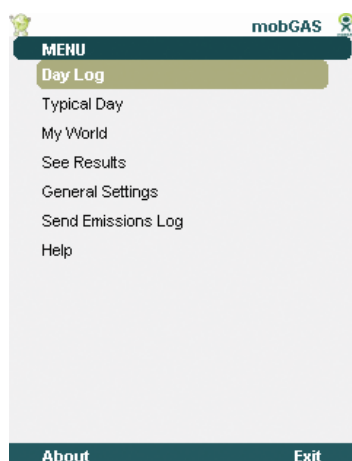 mobGAS
MENU
Day Log
Typical Day
My World
See Results
General Settings
Send Emissions Log
Help
About Exit